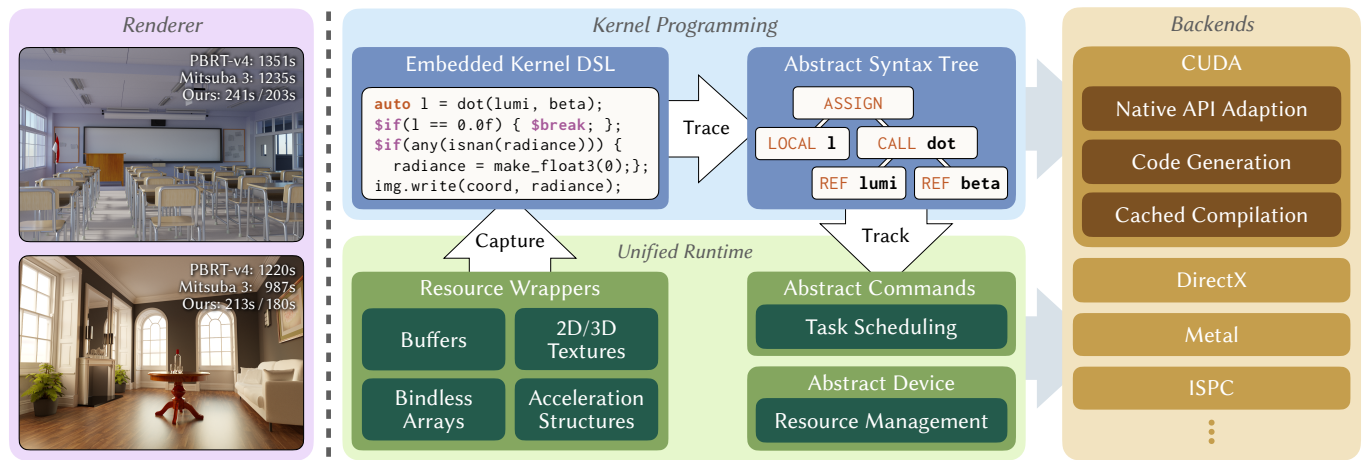 Renderer
PBRT-v4: 1351s
Mitsuba 3: 1235s
Ours: 241s/203s
PBRT-v4: 1220s
Mitsuba 3: 987s
Ours: 213s/180s
Kernel Programming
Embedded Kernel DSL
auto l = dot(lumi, beta);
$if(l == 0.0f) { $break; };
$if(any(isnan(radiance))) {
radiance = make_float3(0);};
img.write(coord, radiance);
Trace
Abstract Syntax Tree
ASSIGN
LOCAL l
CALL dot
REF lumi
REF beta
Capture
Track
Unified Runtime
Resource Wrappers
Buffers
2D/3D
Textures
Bindless
Arrays
Acceleration
Structures
Abstract Commands
Task Scheduling
Abstract Device
Resource Management
Backends
CUDA
Native API Adaption
Code Generation
Cached Compilation
DirectX
Metal
ISPC